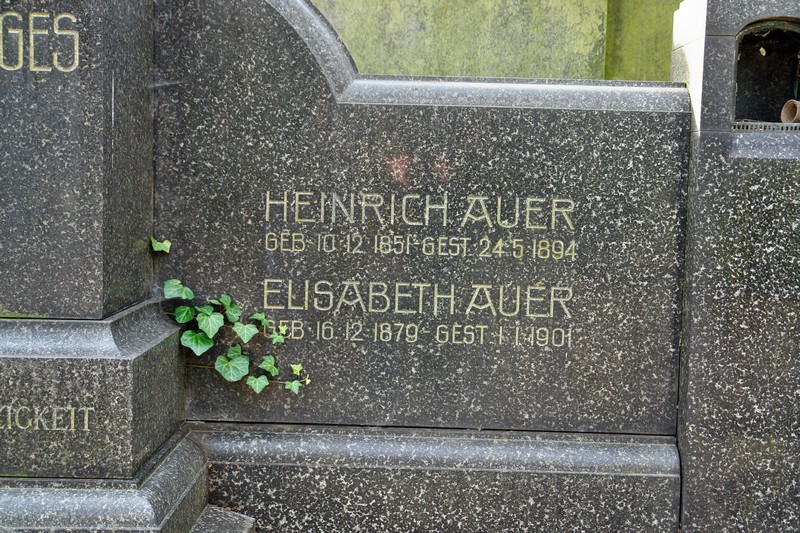 GES
HEINRICH AUER
GEB· 10·12·1851·GEST·24·5·1894
ELISABETH AUER
GEB·16·12·1879·GEST·1·1·1901